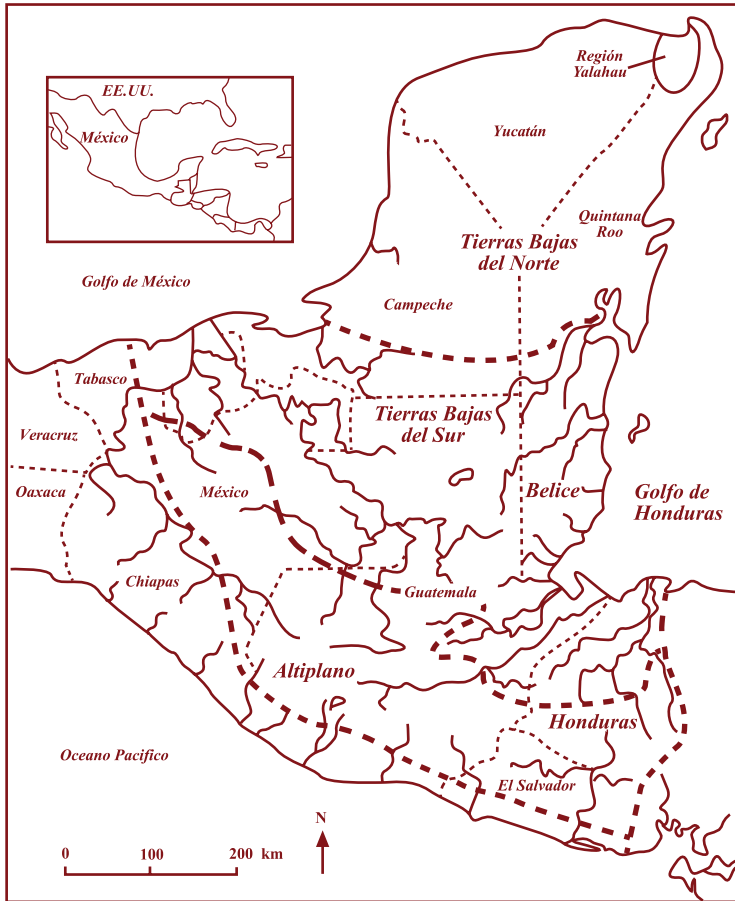 EE.UU.
México
Región
Yalahau
Yucatán
Quintana
Roo
Tierras Bajas
del Norte
Golfo de México
Campeche
Tabasco
Tierras Bajas
del Sur
Veracruz
México
Belice
Oaxaca
Golfo de
Honduras
Chiapas
Guatemala
Altiplano
Honduras
Oceano Pacifico
El Salvador
N
0 100 200 km